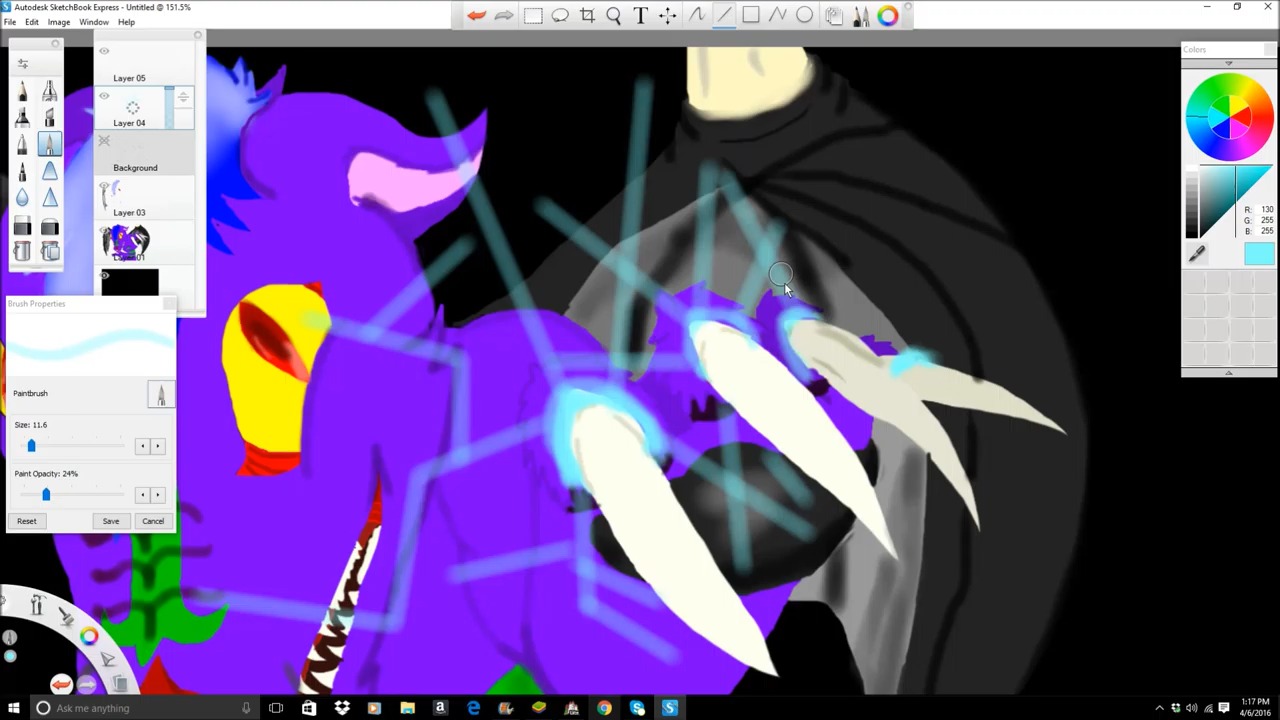 Autodesk SketchBook Express - Untitled @ 151.5%
File Edit Image Window Help
Layer 05
Layer 04
Background
Layer 03
Brush Properties
Paintbrush
Size: 11.6
Paint Opacity: 24%
Reset Save Cancel
Colors
R: 130
G: 255
B: 255
Ask me anything
1:17 PM
4/6/2016